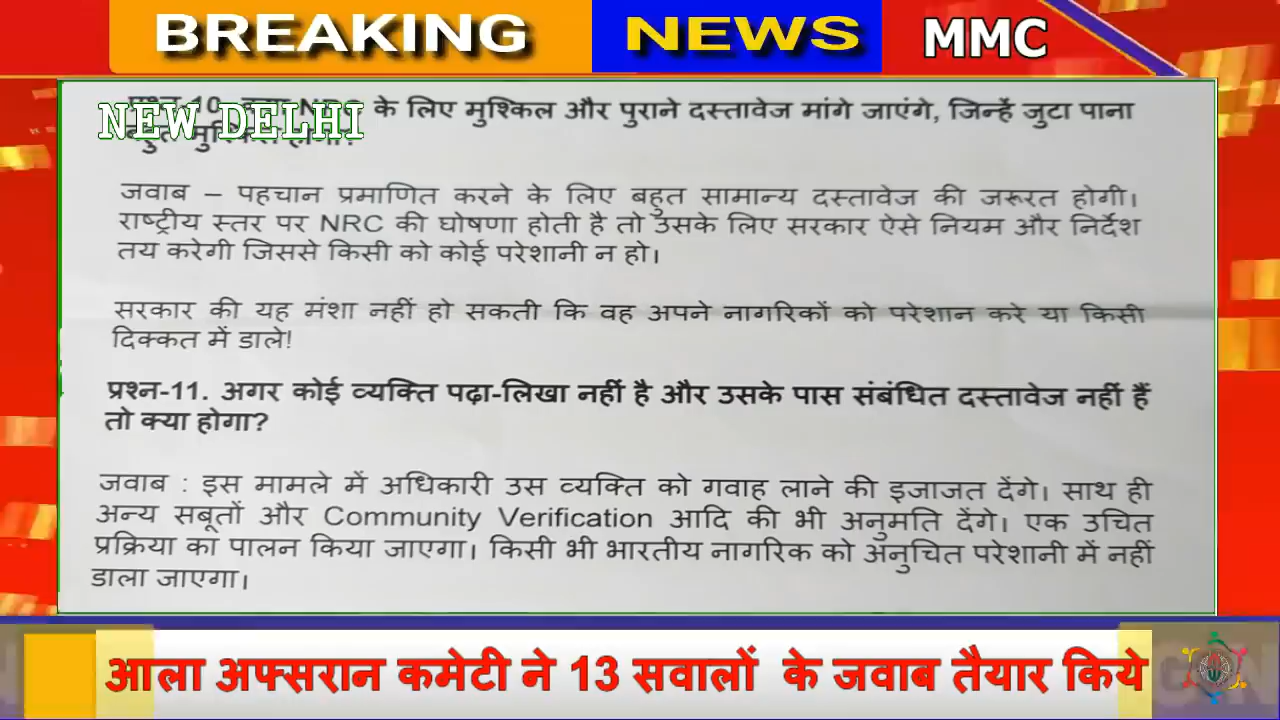 BREAKING NEWS MMC
NEW DELHI
के लिए मुश्किल और पुराने दस्तावेज मांगे जाएंगे, जिन्हें जुटा पाना
जवाब – पहचान प्रमाणित करने के लिए बहुत सामान्य दस्तावेज की जरूरत होगी।
राष्ट्रीय स्तर पर NRC की घोषणा होती है तो उसके लिए सरकार ऐसे नियम और निर्देश
तय करेगी जिससे किसी को कोई परेशानी न हो।
सरकार की यह मंशा नहीं हो सकती कि वह अपने नागरिकों को परेशान करे या किसी
दिक्कत में डाले!
प्रश्न-11. अगर कोई व्यक्ति पढ़ा-लिखा नहीं है और उसके पास संबंधित दस्तावेज नहीं हैं
तो क्या होगा?
जवाब : इस मामले में अधिकारी उस व्यक्ति को गवाह लाने की इजाजत देंगे। साथ ही
अन्य सबूतों और Community Verification आदि की भी अनुमति देंगे। एक उचित
प्रक्रिया का पालन किया जाएगा। किसी भी भारतीय नागरिक को अनुचित परेशानी में नहीं
डाला जाएगा।
आला अफ्सरान कमेटी ने 13 सवालों के जवाब तैयार किये